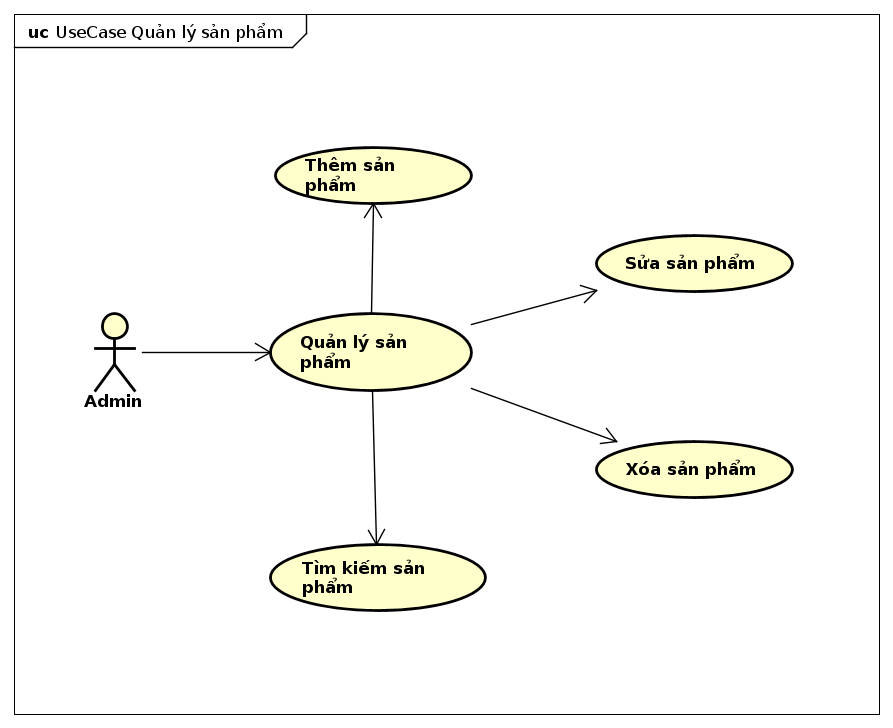 uc UseCase Quản lý sản phẩm
Thêm sản
phẩm
Sửa sản phẩm
Quản lý sản
phẩm
Admin
Xóa sản phẩm
Tìm kiếm sản
phẩm